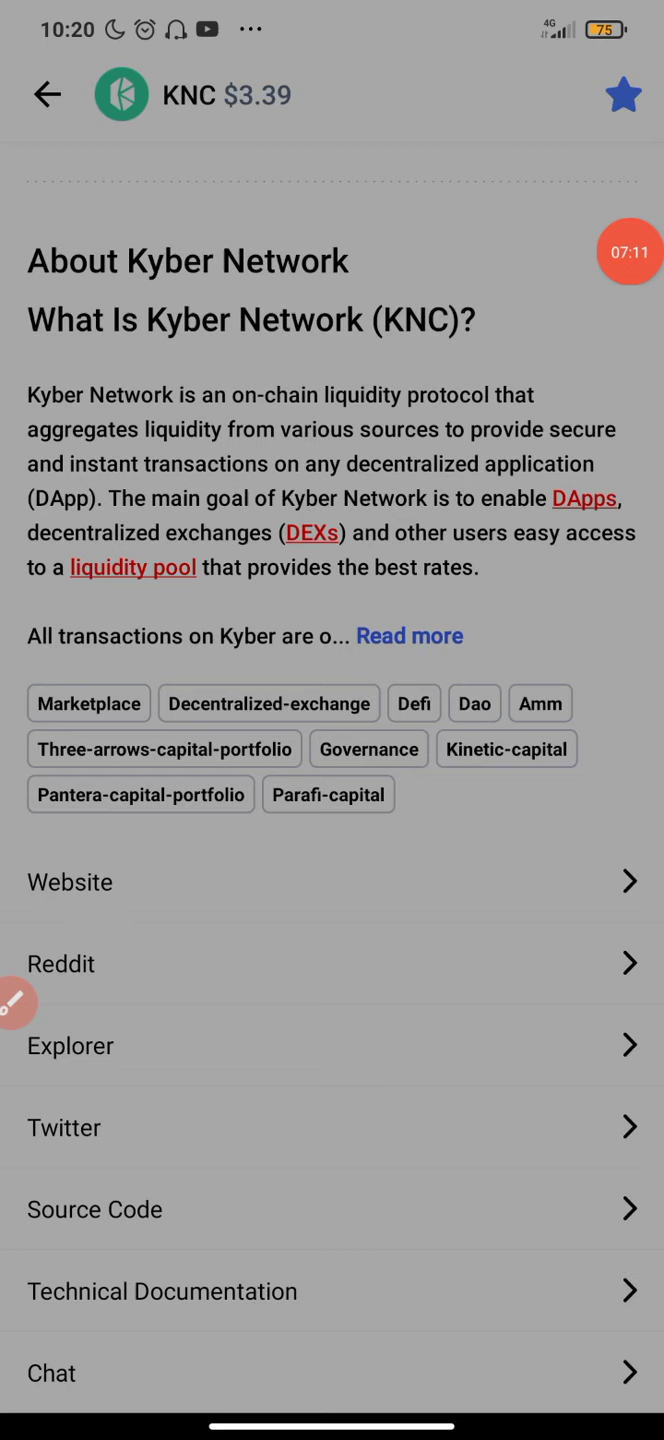 10:20 ... 4G 75
KNC $3.39
07:11
About Kyber Network
What Is Kyber Network (KNC)?
Kyber Network is an on-chain liquidity protocol that
aggregates liquidity from various sources to provide secure
and instant transactions on any decentralized application
(DApp). The main goal of Kyber Network is to enable DApps,
decentralized exchanges (DEXs) and other users easy access
to a liquidity pool that provides the best rates.
All transactions on Kyber are o... Read more
Marketplace Decentralized-exchange Defi Dao Amm
Three-arrows-capital-portfolio Governance Kinetic-capital
Pantera-capital-portfolio Parafi-capital
Website
Reddit
Explorer
Twitter
Source Code
Technical Documentation
Chat